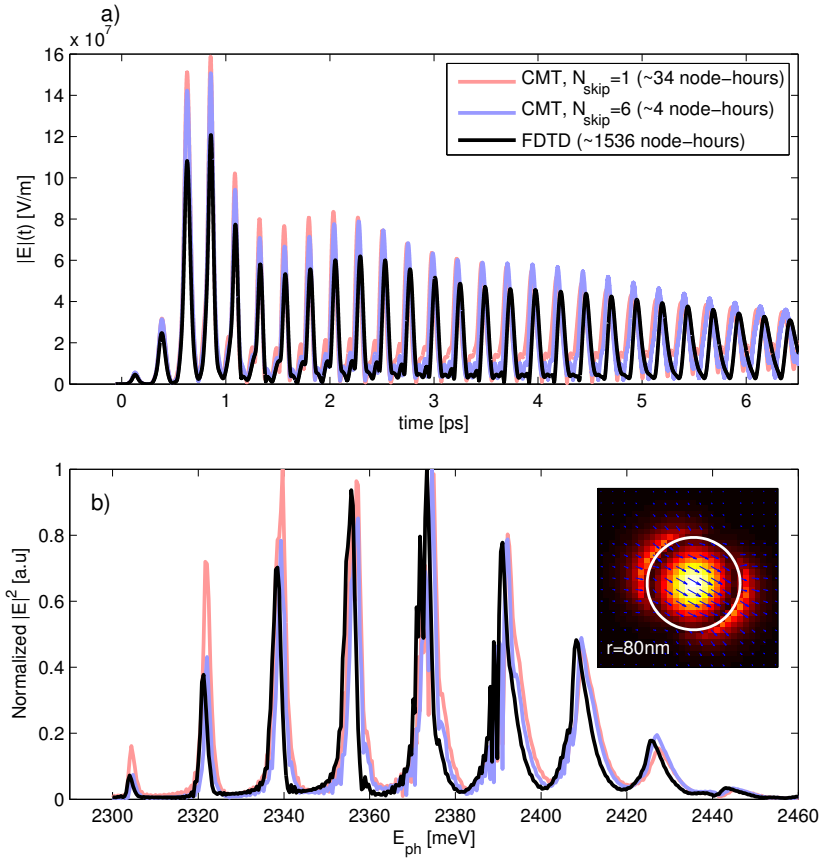 a)
x 10⁷
16
14
12
10
8
6
4
2
0
|E|(t) [V/m]
CMT, N_skip=1 (~34 node−hours)
CMT, N_skip=6 (~4 node−hours)
FDTD (~1536 node−hours)
0 1 2 3 4 5 6
time [ps]
b)
1
0.8
0.6
0.4
0.2
0
Normalized |E|² [a.u]
r=80nm
2300 2320 2340 2360 2380 2400 2420 2440 2460
E_ph [meV]